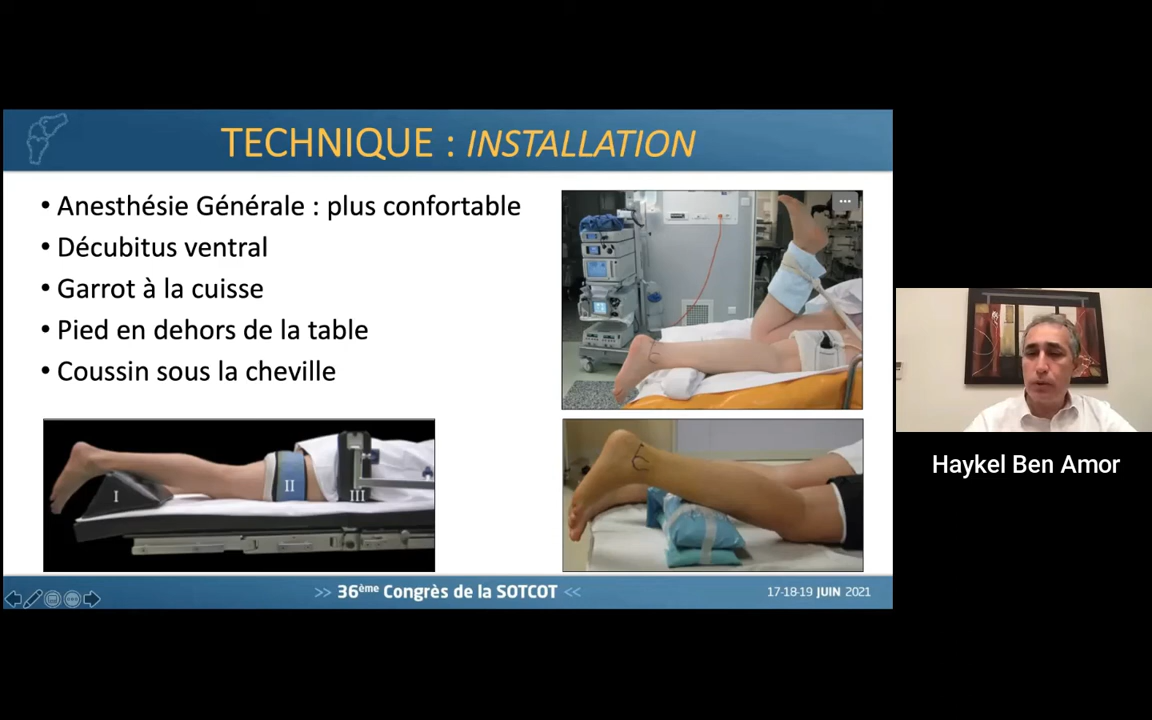 TECHNIQUE : INSTALLATION
• Anesthésie Générale : plus confortable
• Décubitus ventral
• Garrot à la cuisse
• Pied en dehors de la table
• Coussin sous la cheville
I
II
III
Haykel Ben Amor
>> 36ème Congrès de la SOTCOT <<
17-18-19 JUIN 2021